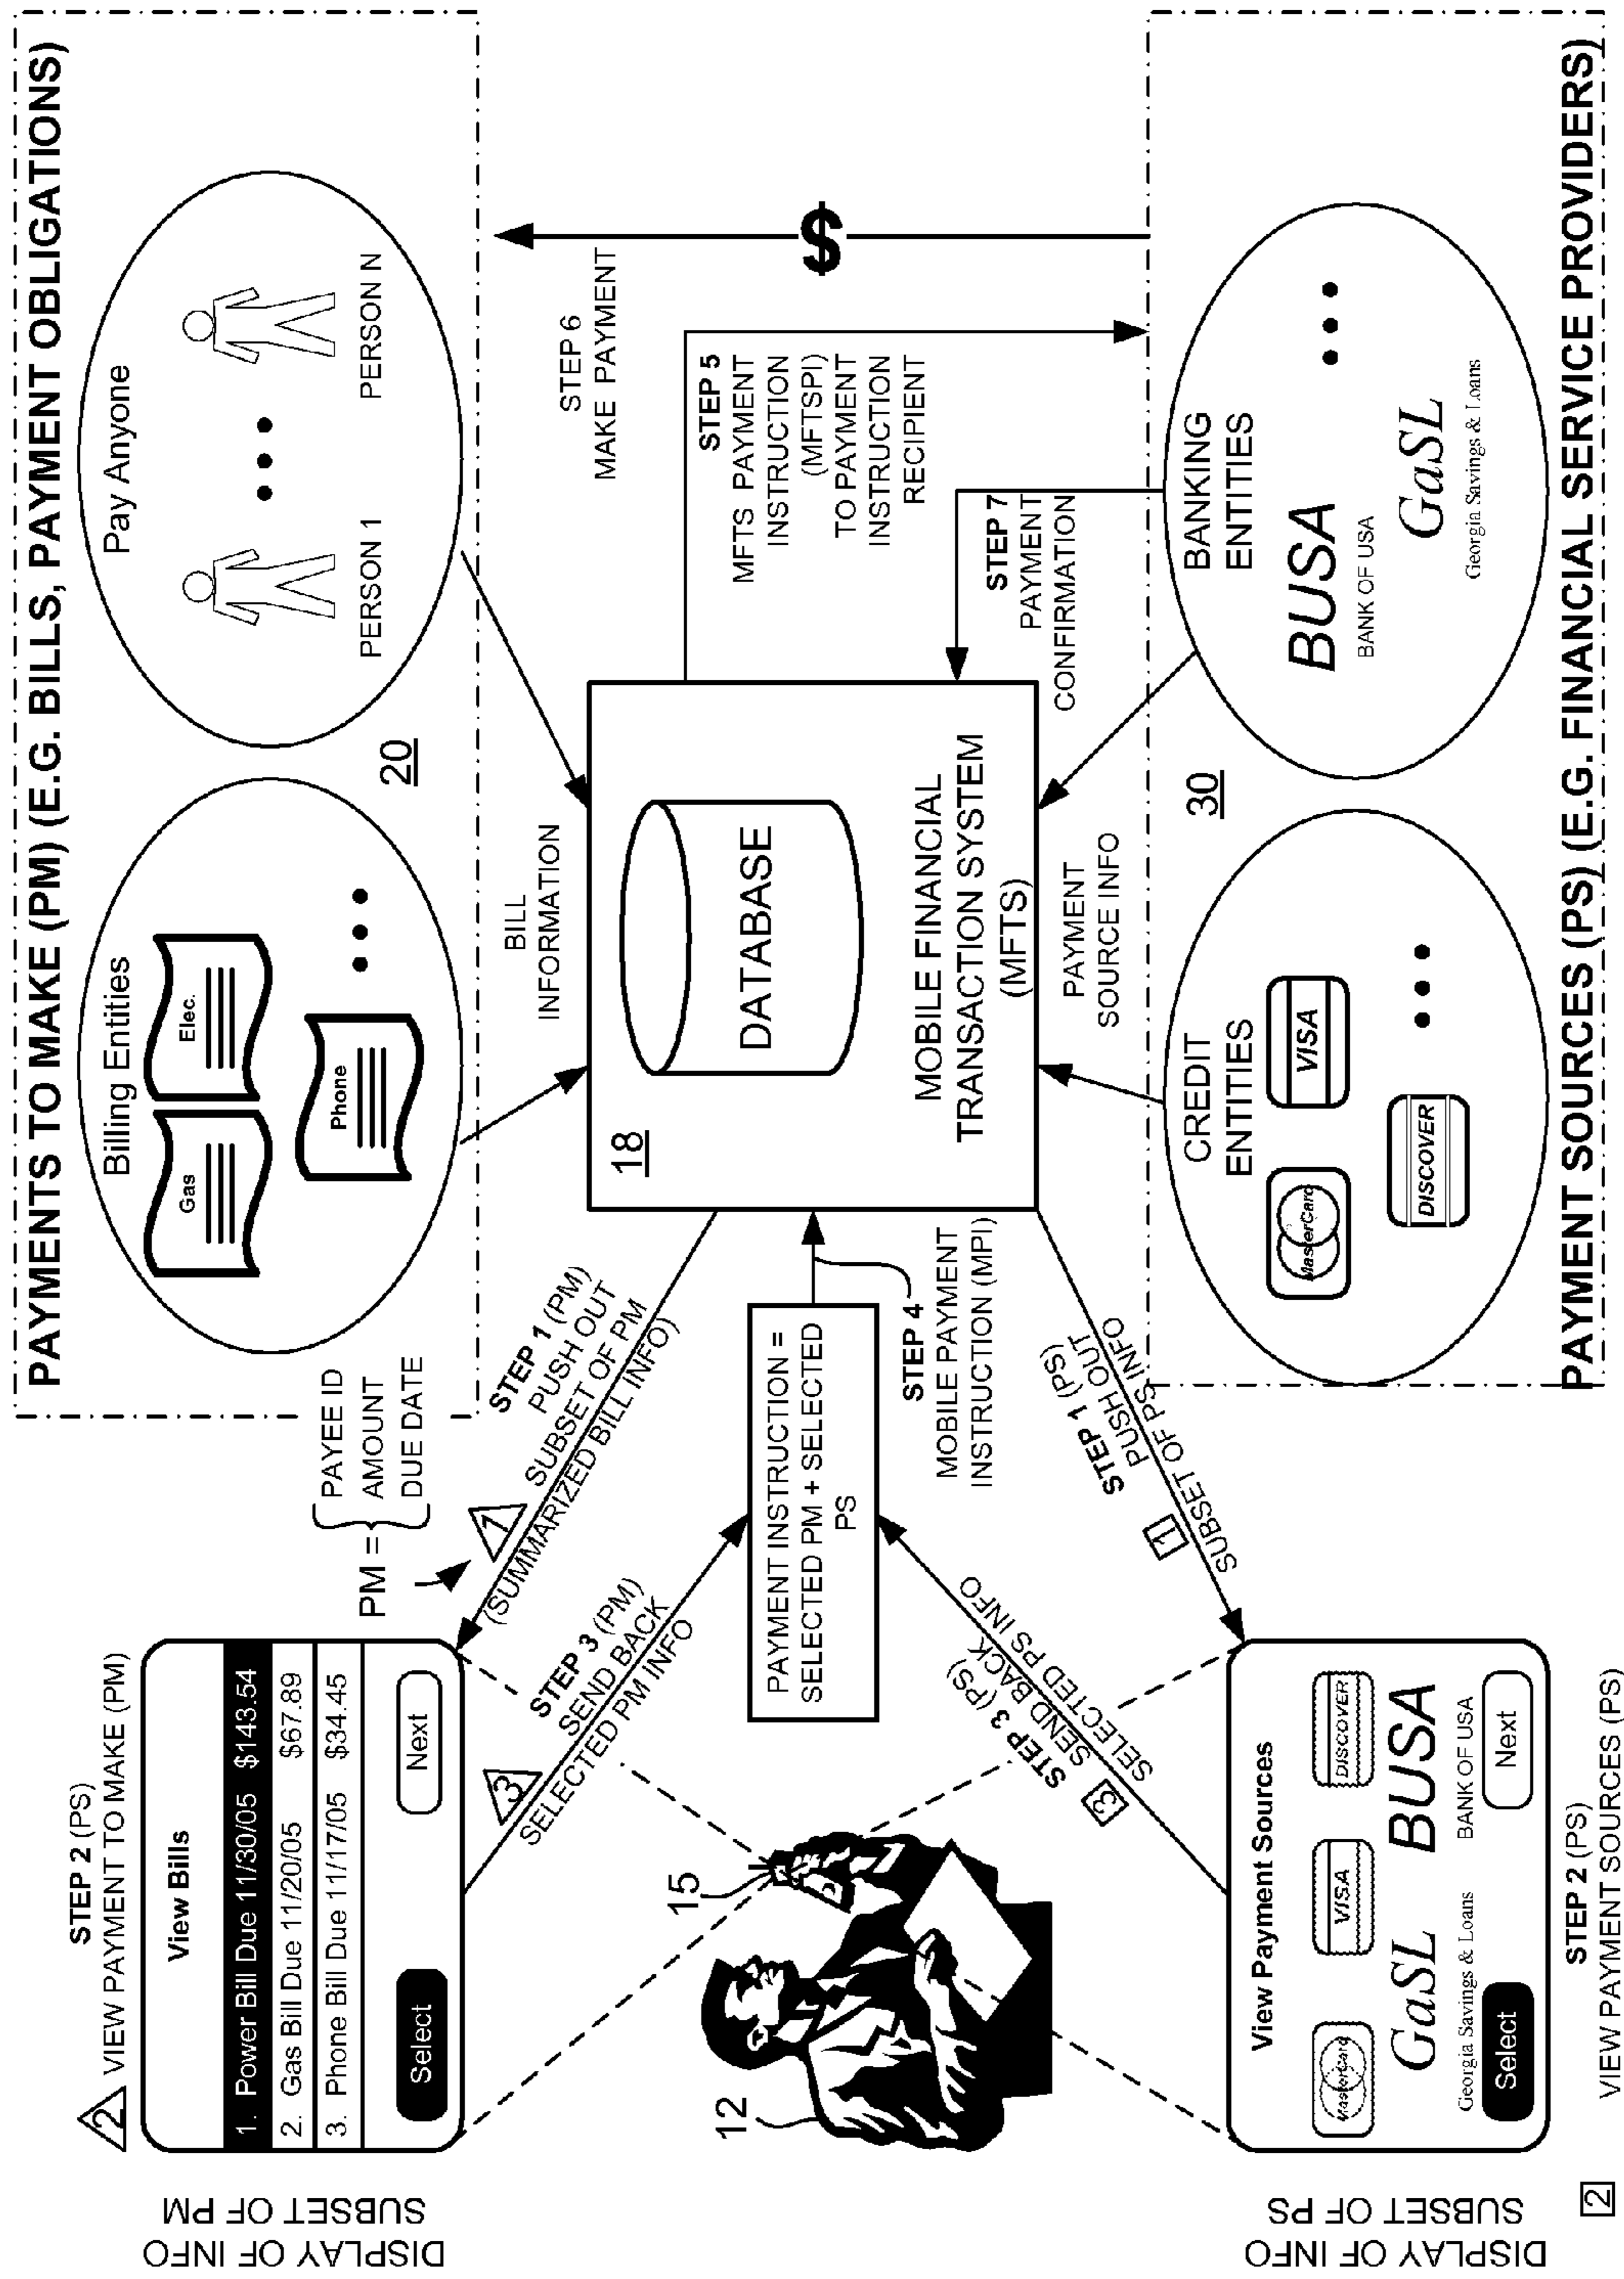 PAYMENTS TO MAKE (PM) (E.G. BILLS, PAYMENT OBLIGATIONS)
Billing Entities
Gas
Elec.
Phone
20
Pay Anyone
PERSON 1
PERSON N
STEP 2 (PS)
2 VIEW PAYMENT TO MAKE (PM)
View Bills
1. Power Bill Due 11/30/05 $143.54
2. Gas Bill Due 11/20/05 $67.89
3. Phone Bill Due 11/17/05 $34.45
Select
Next
DISPLAY OF INFO
SUBSET OF PM
PM =
PAYEE ID
AMOUNT
DUE DATE
1
STEP 1 (PM)
PUSH OUT
SUBSET OF PM
(SUMMARIZED BILL INFO)
3
STEP 3 (PM)
SEND BACK
SELECTED PM INFO
BILL
INFORMATION
STEP 6
MAKE PAYMENT
$
12
15
PAYMENT INSTRUCTION =
SELECTED PM + SELECTED
PS
STEP 4
MOBILE PAYMENT
INSTRUCTION (MPI)
18
DATABASE
MOBILE FINANCIAL
TRANSACTION SYSTEM
(MFTS)
STEP 5
MFTS PAYMENT
INSTRUCTION
(MFTSPI)
TO PAYMENT
INSTRUCTION
RECIPIENT
STEP 7
PAYMENT
CONFIRMATION
PAYMENT
SOURCE INFO
3
STEP 3 (PS)
SEND BACK
SELECTED PS INFO
1
STEP 1 (PS)
PUSH OUT
SUBSET OF PS INFO
View Payment Sources
MasterCard
VISA
DISCOVER
GaSL
Georgia Savings & Loans
BUSA
BANK OF USA
Select
Next
DISPLAY OF INFO
SUBSET OF PS
2
STEP 2 (PS)
VIEW PAYMENT SOURCES (PS)
30
CREDIT
ENTITIES
MasterCard
VISA
DISCOVER
BANKING
ENTITIES
BUSA
BANK OF USA
GaSL
Georgia Savings & Loans
PAYMENT SOURCES (PS) (E.G. FINANCIAL SERVICE PROVIDERS)